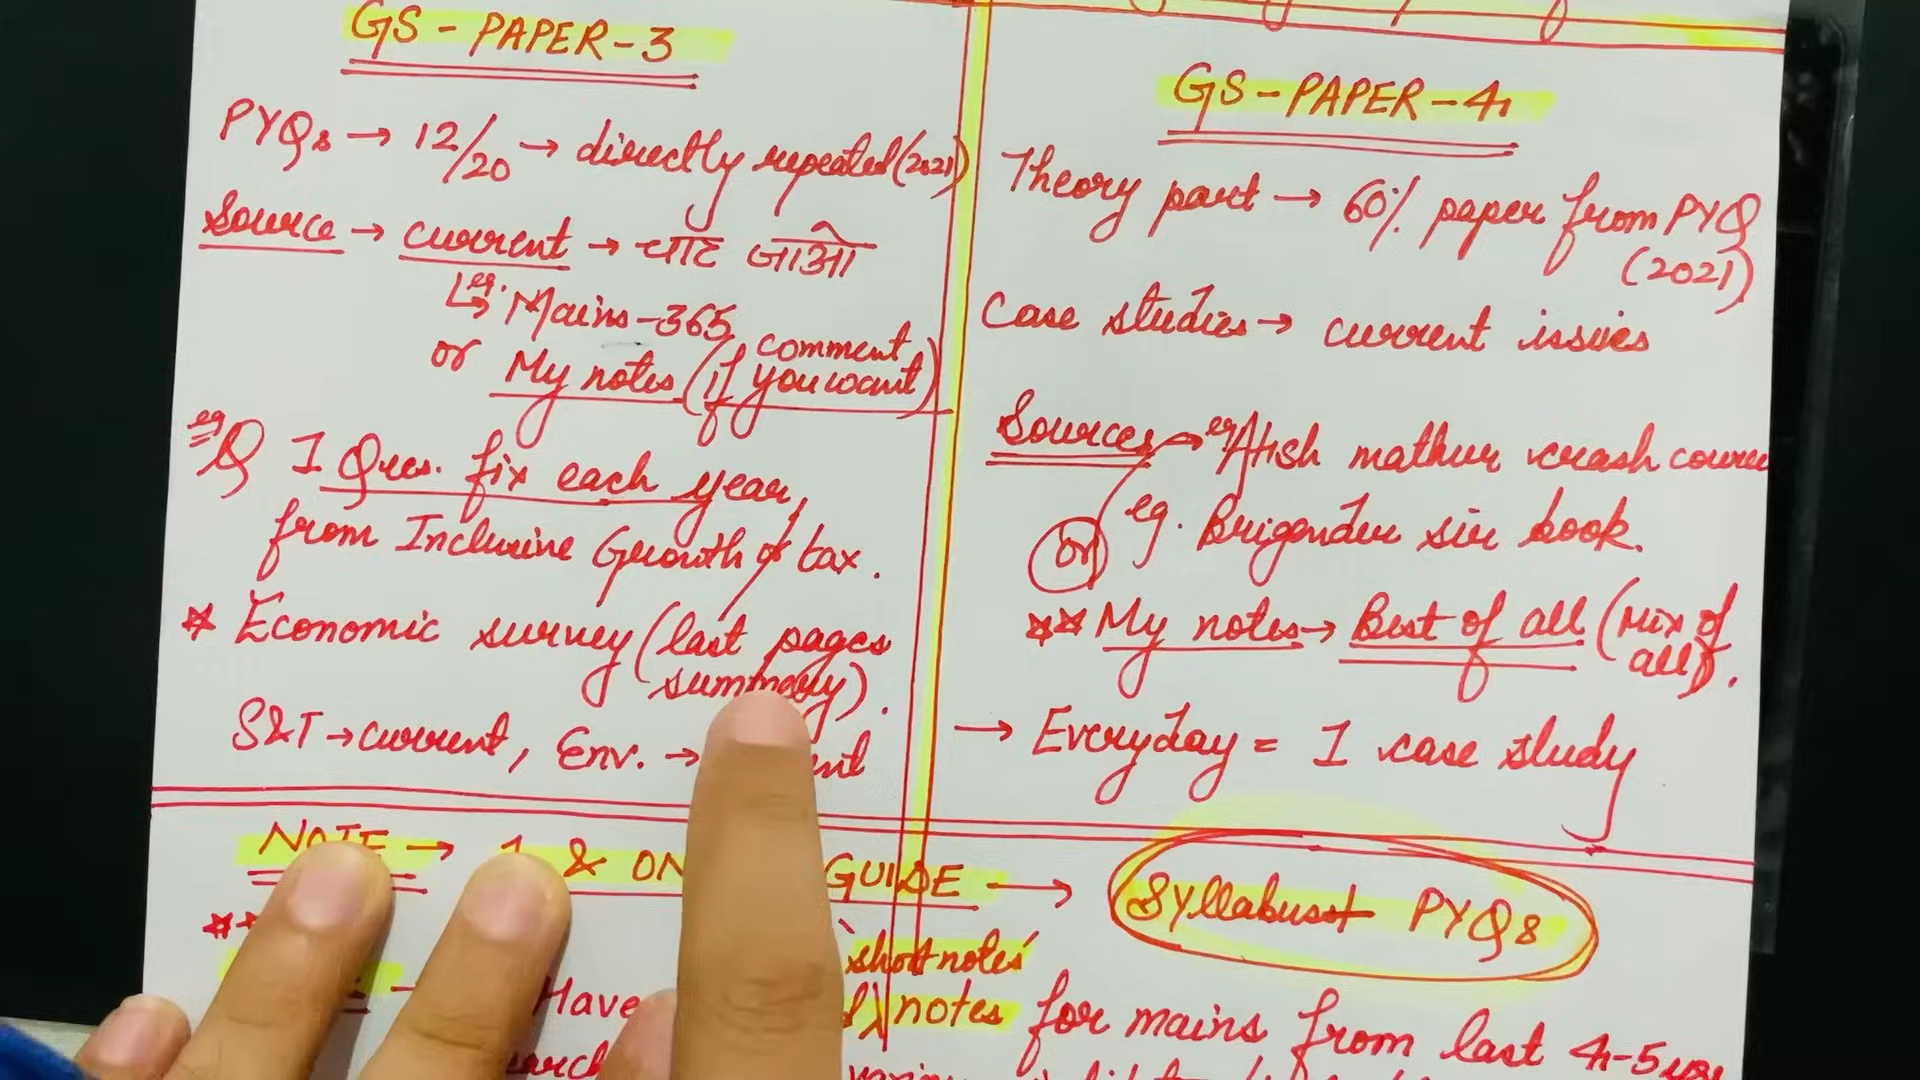 GS - PAPER - 3
PYQs → 12/20 → directly repeated (2021)
Source → current → चाट जाओ
↳ eg. Mains - 365
or My notes (if you want)
comment
eg Q 1 Ques. fix each year,
from Inclusive Growth & tax.
* Economic survey (last pages
summary).
S&T → current, Env. →
GS - PAPER - 4
Theory part → 60% paper from PYQ
(2021)
Case studies → current issues
Sources → eg Atish mathur crash course
or eg. Brigender sir book.
** My notes → Best of all (Mix of
all).
→ Everyday = 1 case study
NOTE → 1 & GUIDE → Syllabus + PYQs
**
short notes
Have notes for mains from last 4-5 yrs